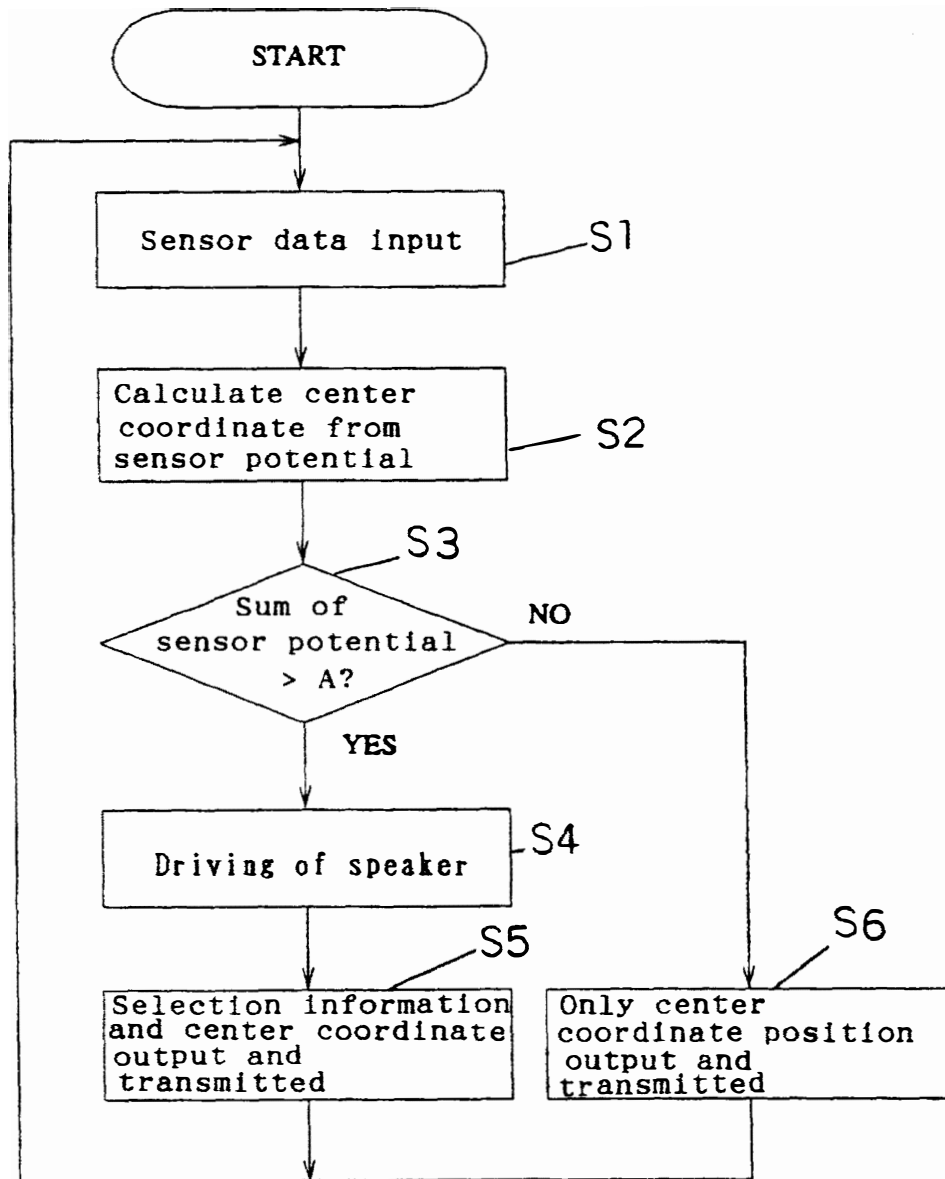 START
Sensor data input
S1
Calculate center
coordinate from
sensor potential
S2
S3
Sum of
sensor potential
> A?
NO
YES
Driving of speaker
S4
S5
Selection information
and center coordinate
output and
transmitted
S6
Only center
coordinate position
output and
transmitted